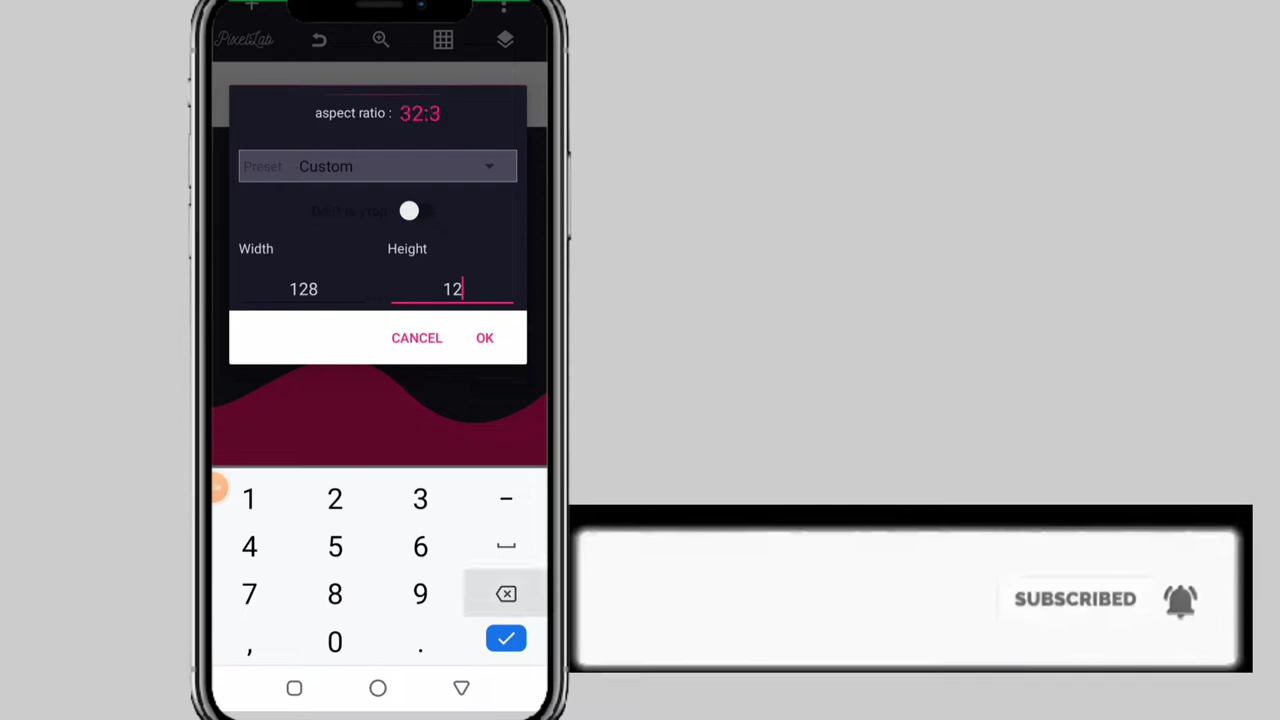 PixelLab
aspect ratio : 32:3
Preset Custom
Width Height
128 12
CANCEL OK
1 2 3 -
4 5 6
7 8 9
, 0 .
SUBSCRIBED